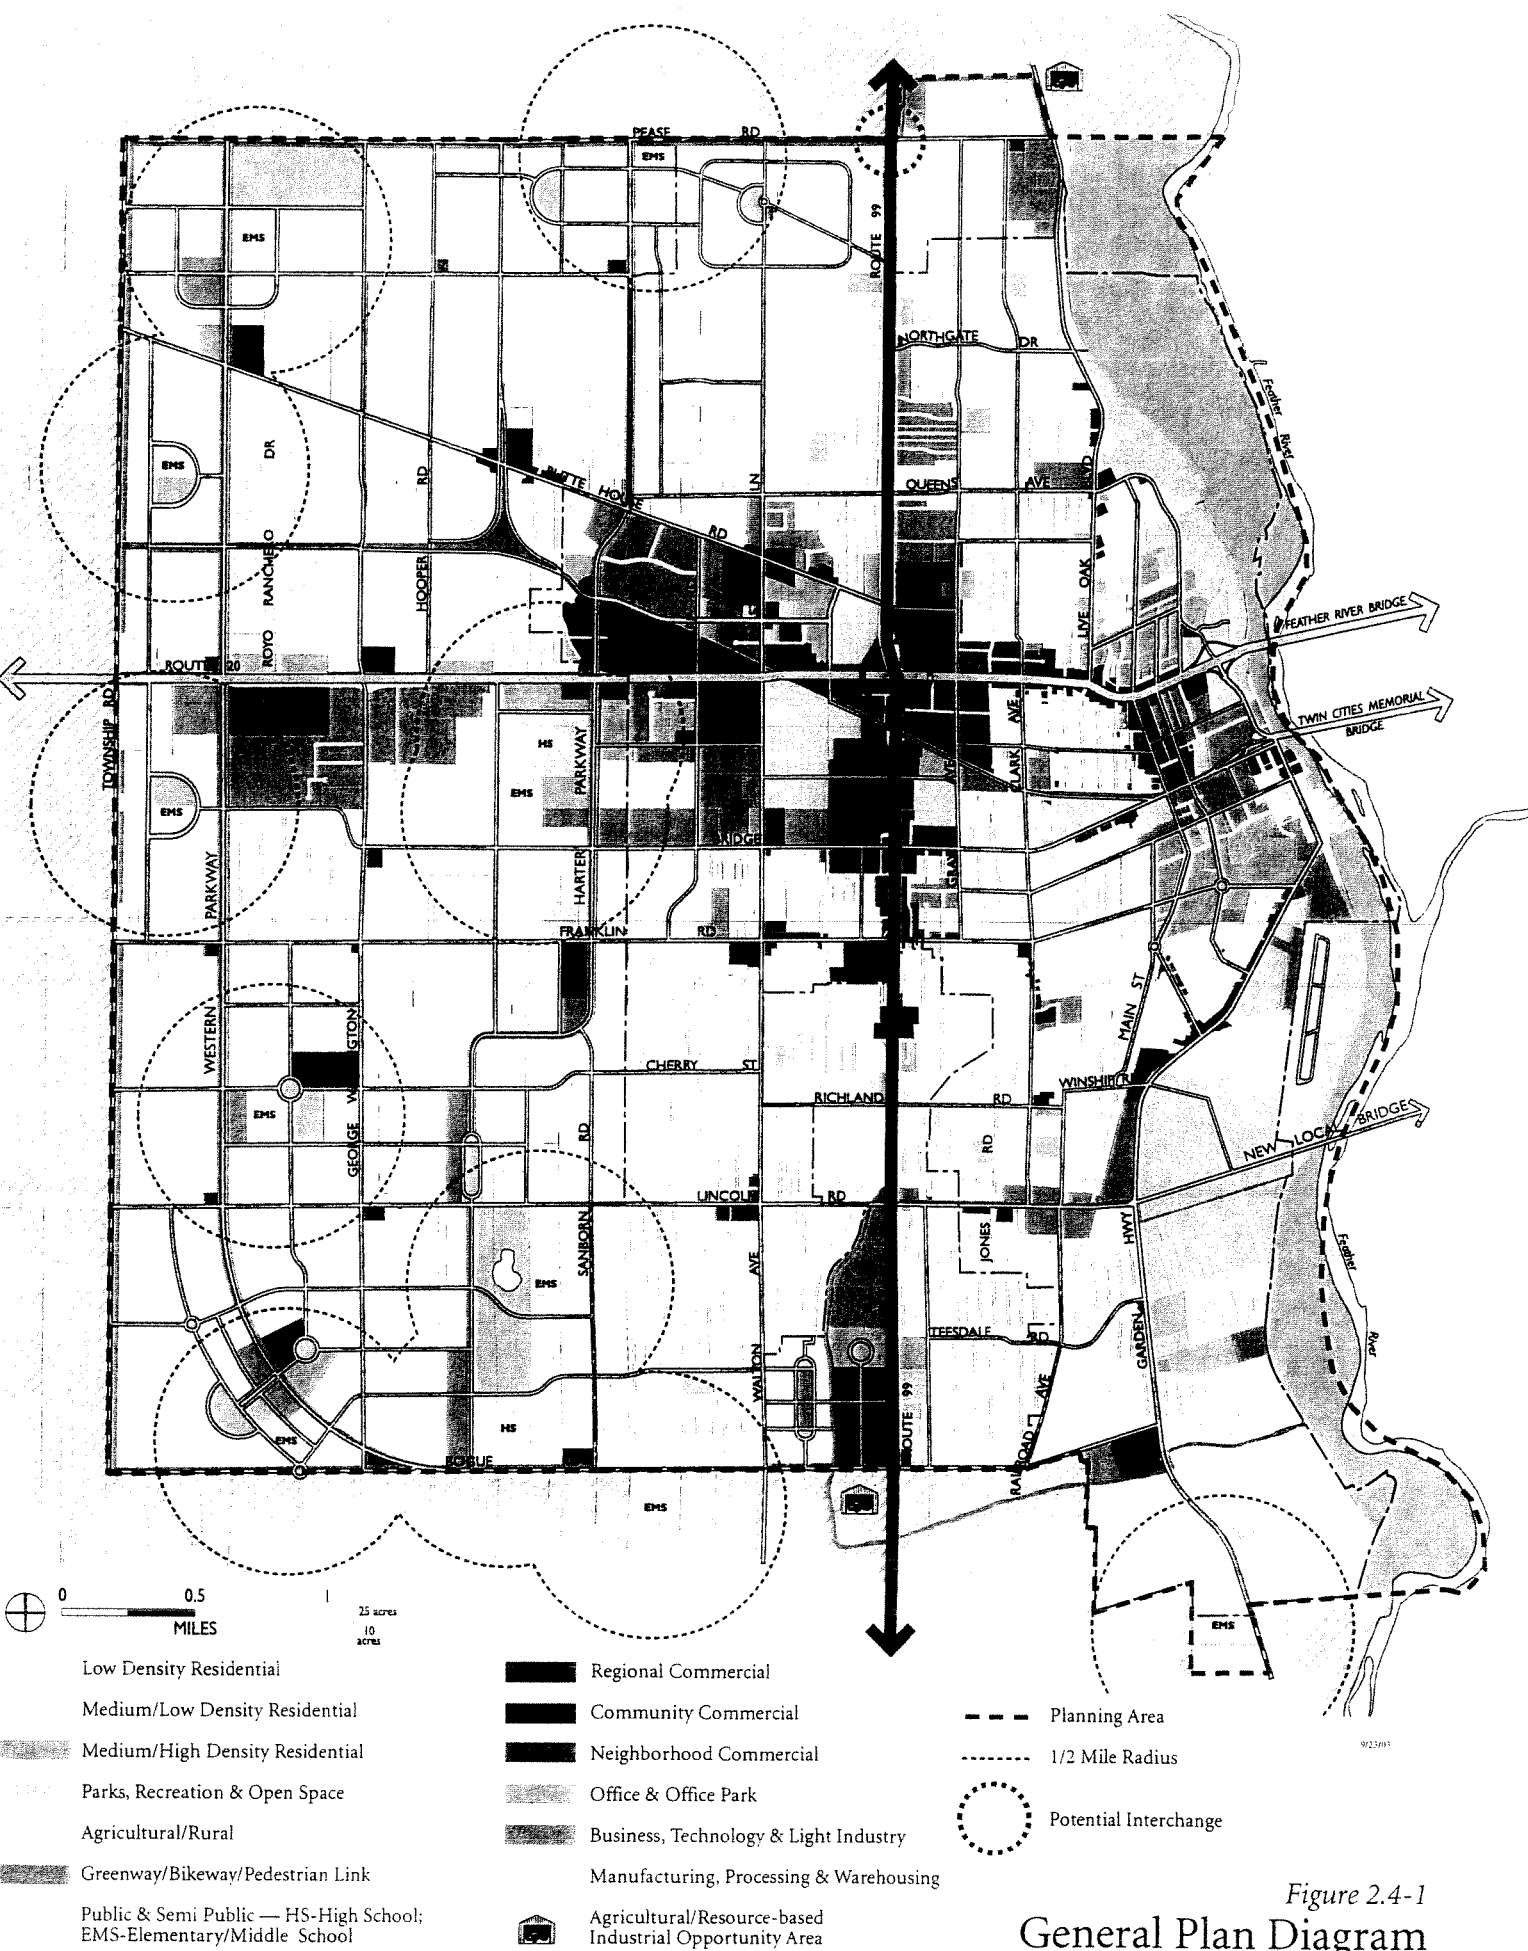 PEASE RD
EMS
EMS
ROUTE 99
NORTHGATE DR
Feather
River
EMS
DR
RD
BUTTE HOUSE RD
LN
QUEENS AVE
BLVD
ROYO RANCHERO
HOOPER
OAK
LIVE
FEATHER RIVER BRIDGE
ROUTE 20
TOWNSHIP RD
TWIN CITIES MEMORIAL
BRIDGE
HS
PARKWAY
AVE
CLARK
AVE
EMS
EMS
BRIDGE
PARKWAY
HARTER
GRAY
FRANKLIN RD
WESTERN
MAIN ST
CHERRY ST
WINSHIP RD
RICHLAND RD
EMS
GEORGE WASHINGTON
RD
RD
NEW LOCAL BRIDGE
LINCOLN RD
SANBORN
AVE
JONES
HWY
Feather
River
EMS
TEESDALE RD
GARDEN
WALTON
AVE
ROUTE 99
HS
EMS
BOGUE
RAILROAD
EMS
EMS
0 0.5 1
MILES
25 acres
10
acres
Low Density Residential
Medium/Low Density Residential
Medium/High Density Residential
Parks, Recreation & Open Space
Agricultural/Rural
Greenway/Bikeway/Pedestrian Link
Public & Semi Public — HS-High School;
EMS-Elementary/Middle School
Regional Commercial
Community Commercial
Neighborhood Commercial
Office & Office Park
Business, Technology & Light Industry
Manufacturing, Processing & Warehousing
Agricultural/Resource-based
Industrial Opportunity Area
Planning Area
1/2 Mile Radius
Potential Interchange
Figure 2.4-1
General Plan Diagram